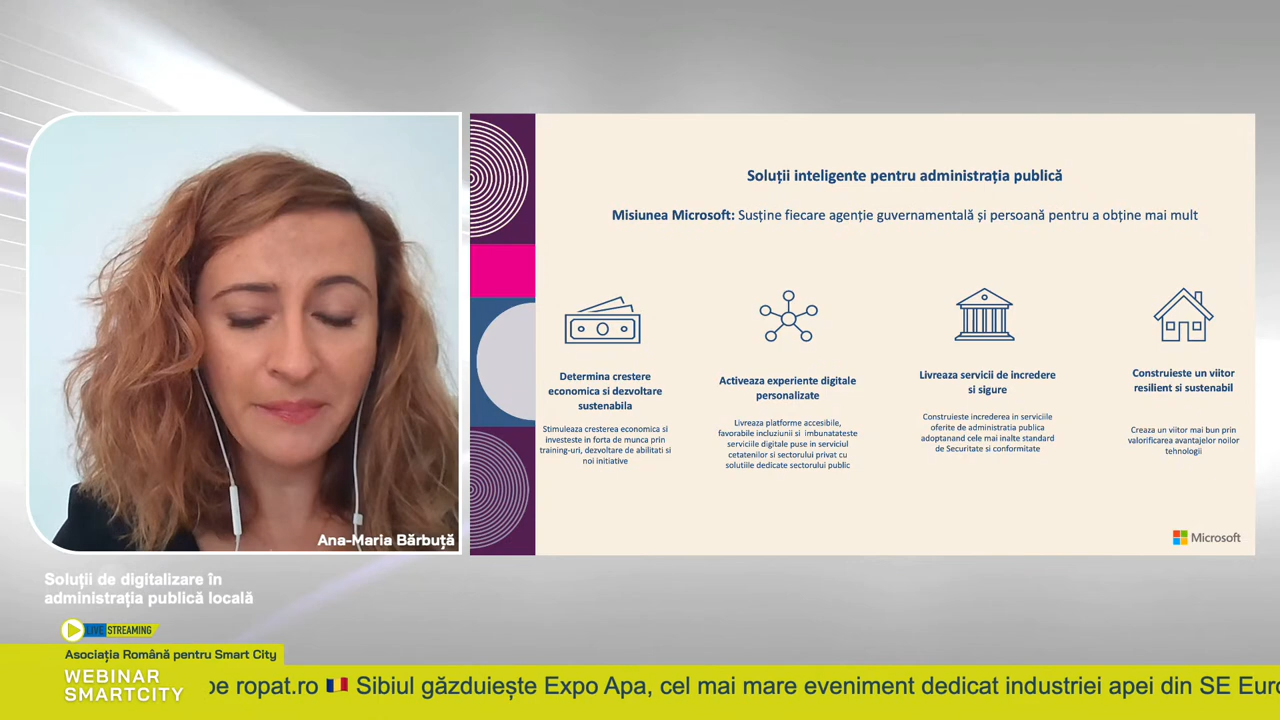 Soluții inteligente pentru administrația publică
Misiunea Microsoft: Susține fiecare agenție guvernamentală și persoană pentru a obține mai mult
Determina crestere
economica si dezvoltare
sustenabila
Stimuleaza cresterea economica si
investeste in forta de munca prin
training-uri, dezvoltare de abilitati si
noi initiative
Activeaza experiente digitale
personalizate
Livreaza platforme accesibile,
favorabile incluziunii si imbunatateste
serviciile digitale puse in serviciul
cetatenilor si sectorului privat cu
solutiile dedicate sectorului public
Livreaza servicii de incredere
si sigure
Construieste increderea in serviciile
oferite de administratia publica
adoptanand cele mai inalte standard
de Securitate si conformitate
Construieste un viitor
resilient si sustenabil
Creaza un viitor mai bun prin
valorificarea avantajelor noilor
tehnologii
Microsoft
Ana-Maria Bărbuță
Soluții de digitalizare în
administrația publică locală
LIVE STREAMING
Asociația Română pentru Smart City
WEBINAR
SMARTCITY
pe ropat.ro Sibiul găzduiește Expo Apa, cel mai mare eveniment dedicat industriei apei din SE Euro